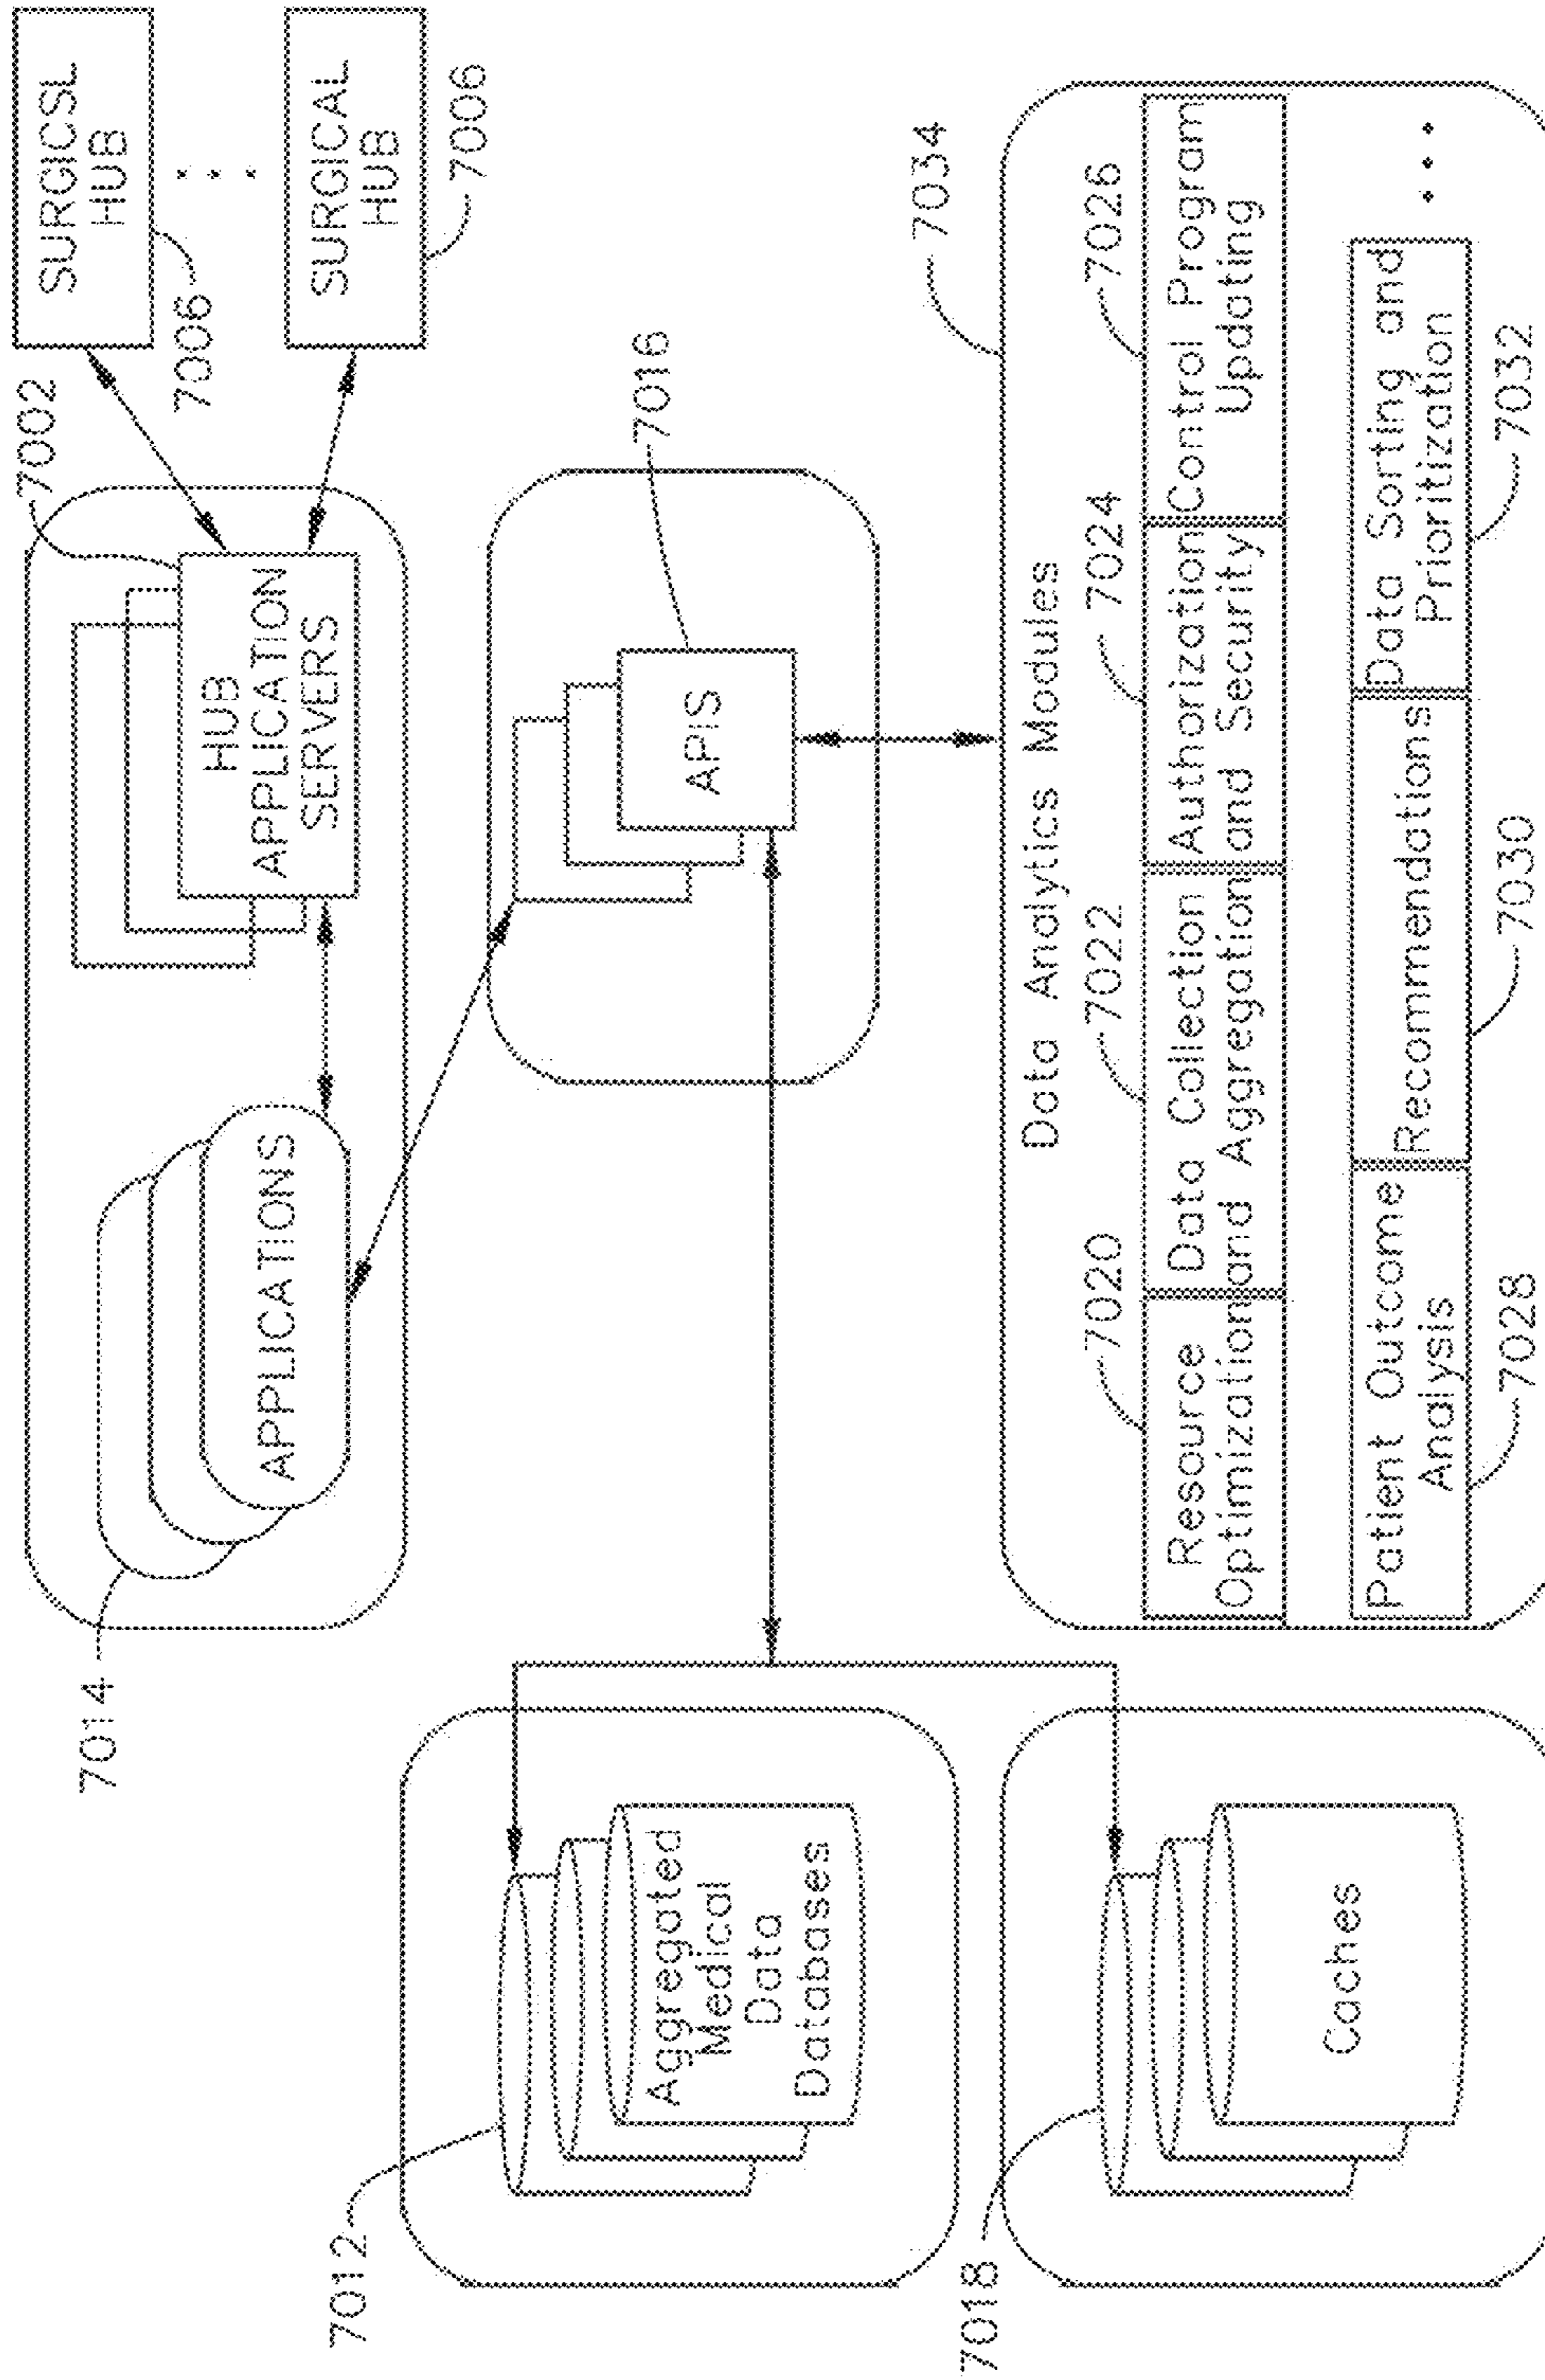 SURGICSL
HUB
7006
SURGICAL
HUB
7006
7002
HUB
APPLICATION
SERVERS
APPLICATIONS
7014
7016
APIS
7034
Data Analytics Modules
7020
7022
7024
7026
Resource
Optimization
Data Collection
and Aggregation
Authorization
and Security
Control Program
Updating
Patient Outcome
Analysis
Recommendations
Data Sorting and
Prioritization
...
7028
7030
7032
7012
Aggregated
Medical
Data
Databases
7018
Caches